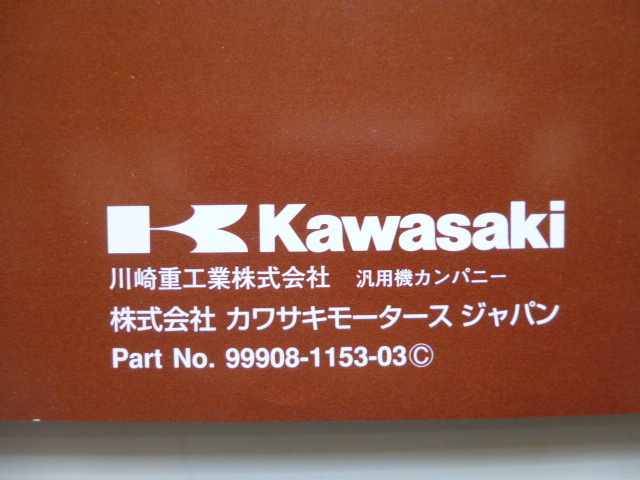 Kawasaki
川崎重工業株式会社 汎用機カンパニー
株式会社 カワサキモータース ジャパン
Part No. 99908-1153-03©